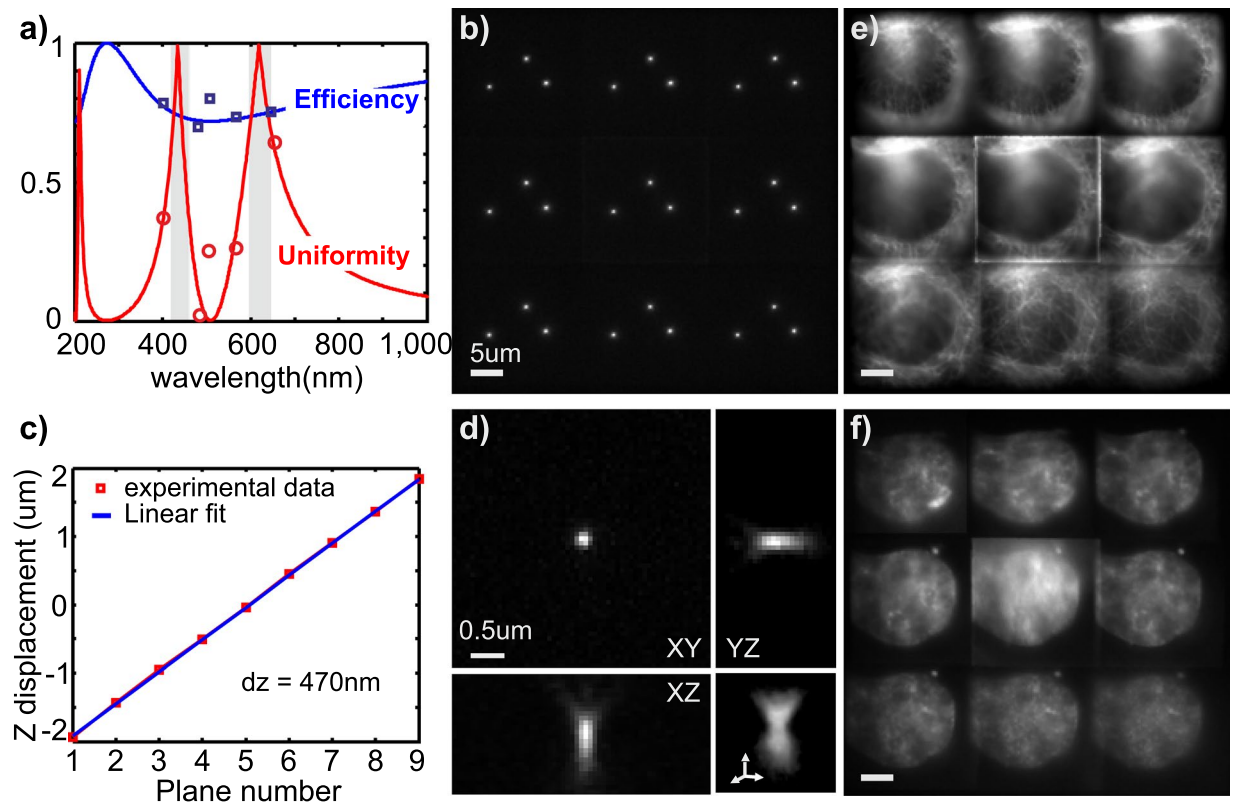 a)
1
0.5
0
Efficiency
Uniformity
200 400 600 800 1,000
wavelength(nm)
b)
5um
e)
c)
Z displacement (um)
2
1
0
-1
-2
experimental data
Linear fit
dz = 470nm
1 2 3 4 5 6 7 8 9
Plane number
d)
0.5um
XY
YZ
XZ
f)